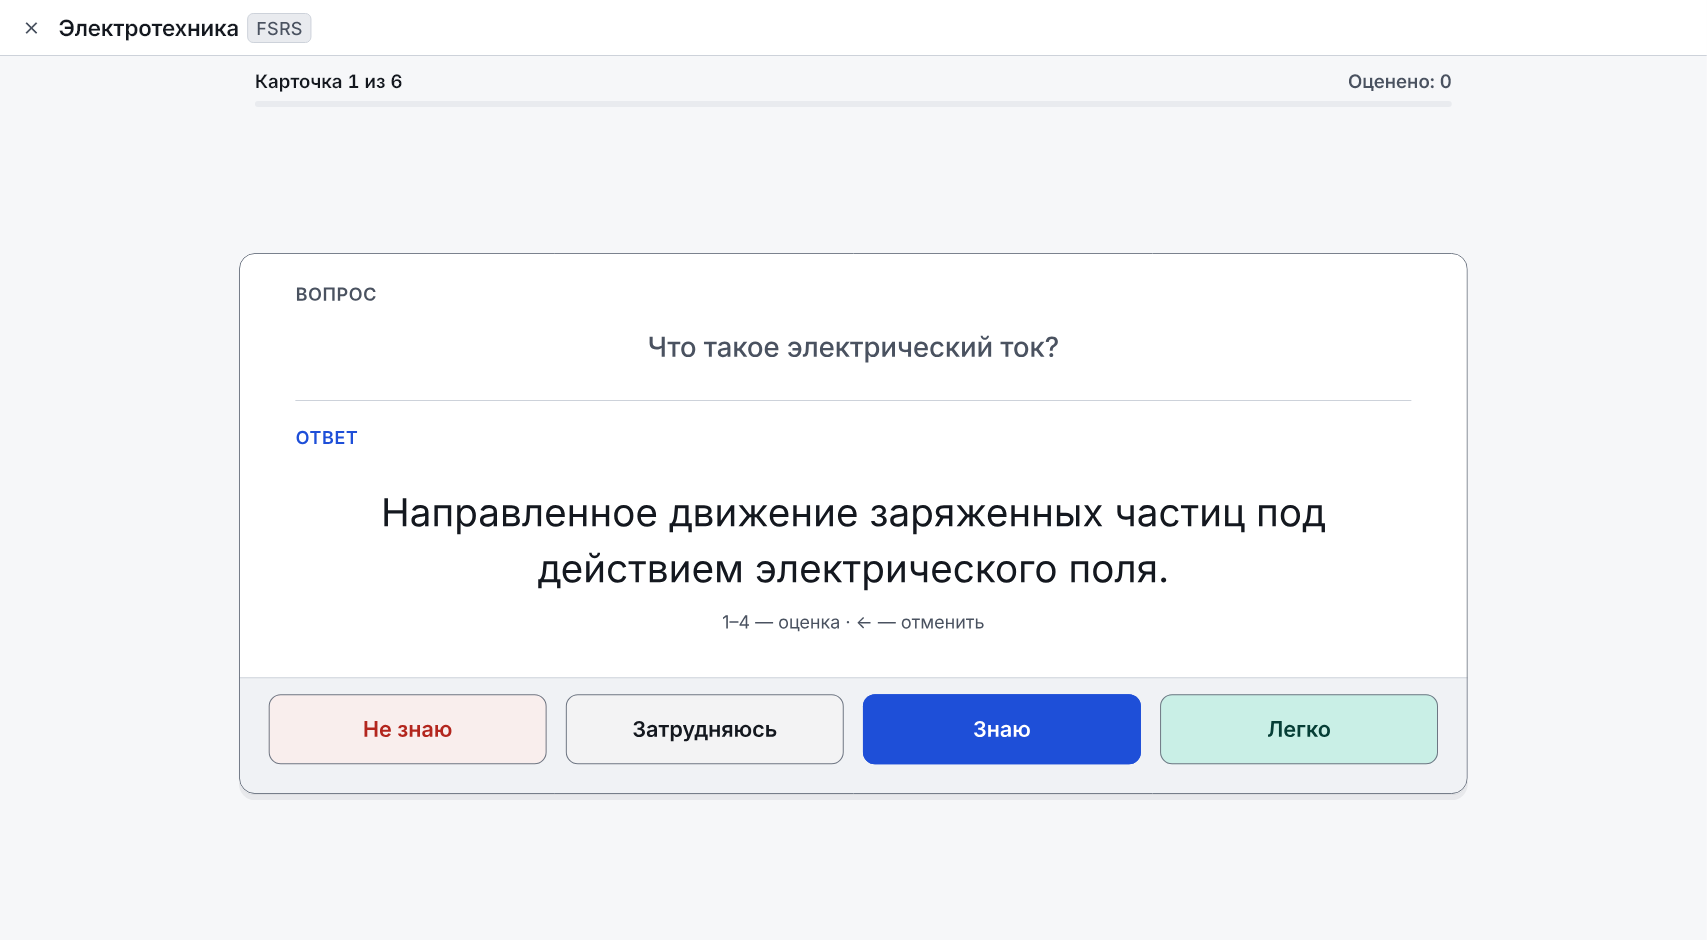 × Электротехника FSRS
Карточка 1 из 6
Оценено: 0
ВОПРОС
Что такое электрический ток?
ОТВЕТ
Направленное движение заряженных частиц под
действием электрического поля.
1–4 — оценка · ← — отменить
Не знаю
Затрудняюсь
Знаю
Легко